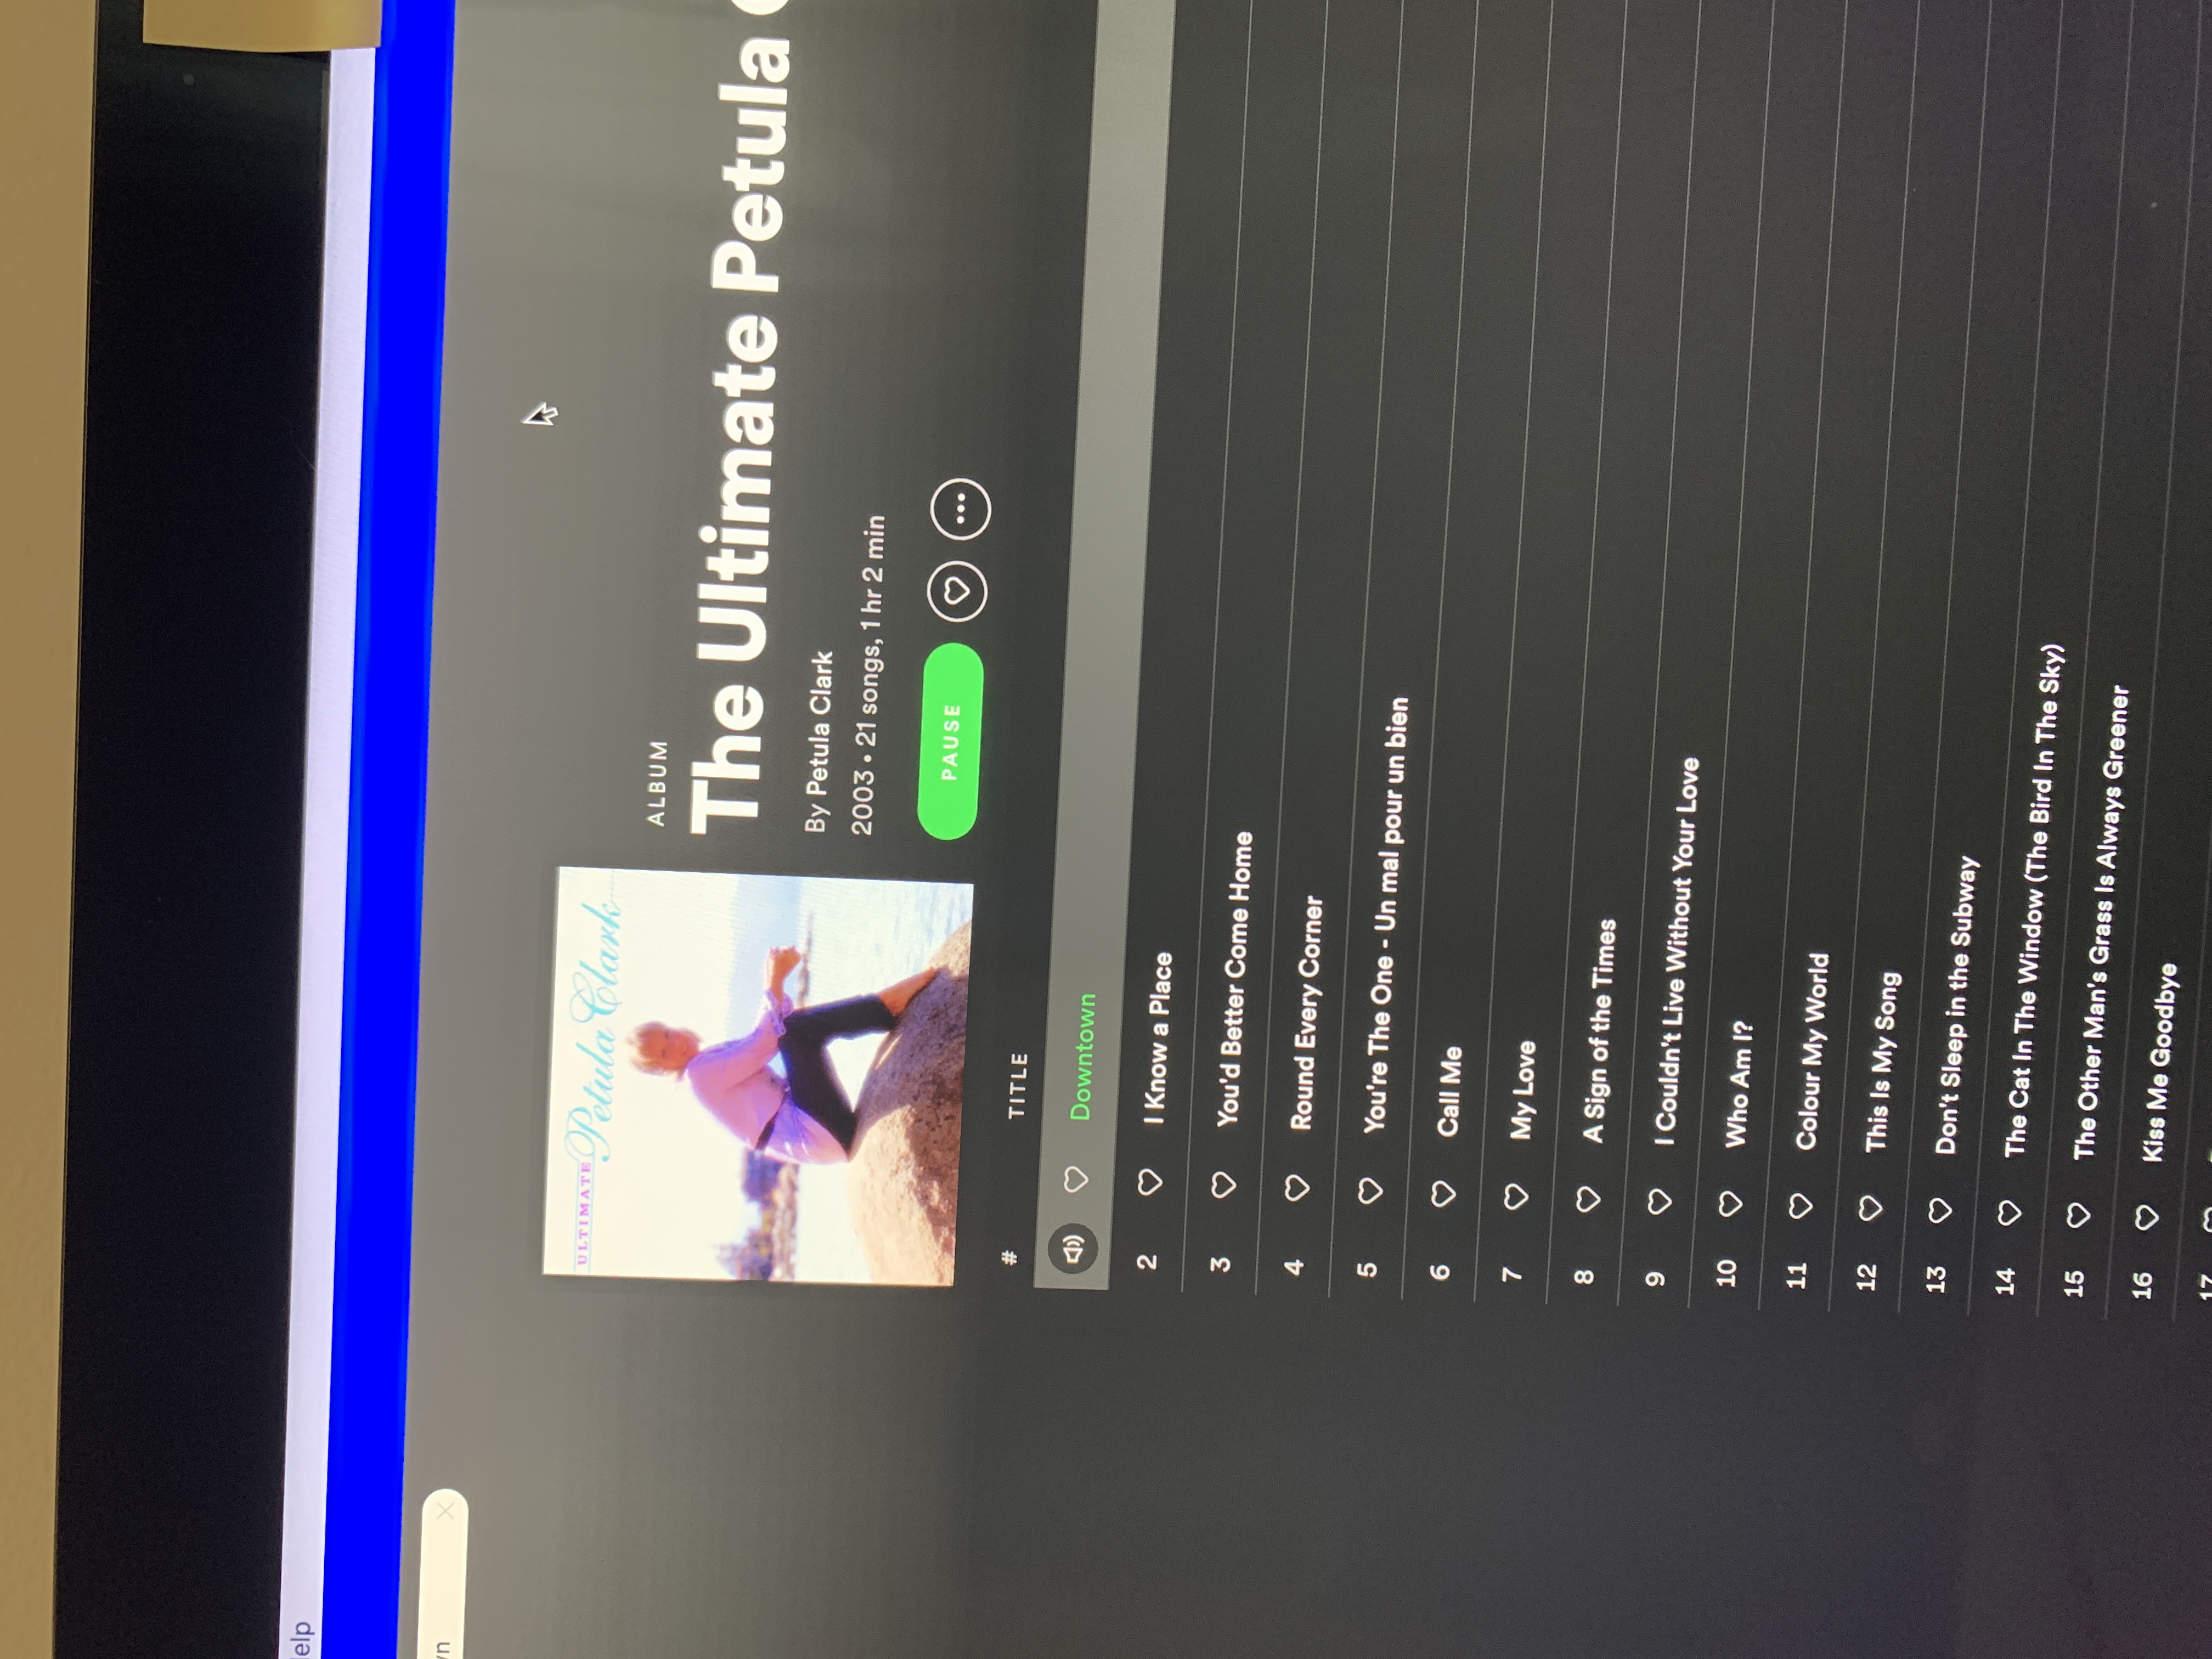 elp
wn
ULTIMATE Petula Clark
ALBUM
The Ultimate Petula
By Petula Clark
2003 • 21 songs, 1 hr 2 min
PAUSE
# TITLE
Downtown
2 I Know a Place
3 You'd Better Come Home
4 Round Every Corner
5 You're The One - Un mal pour un bien
6 Call Me
7 My Love
8 A Sign of the Times
9 I Couldn't Live Without Your Love
10 Who Am I?
11 Colour My World
12 This Is My Song
13 Don't Sleep in the Subway
14 The Cat In The Window (The Bird In The Sky)
15 The Other Man's Grass Is Always Greener
16 Kiss Me Goodbye
17